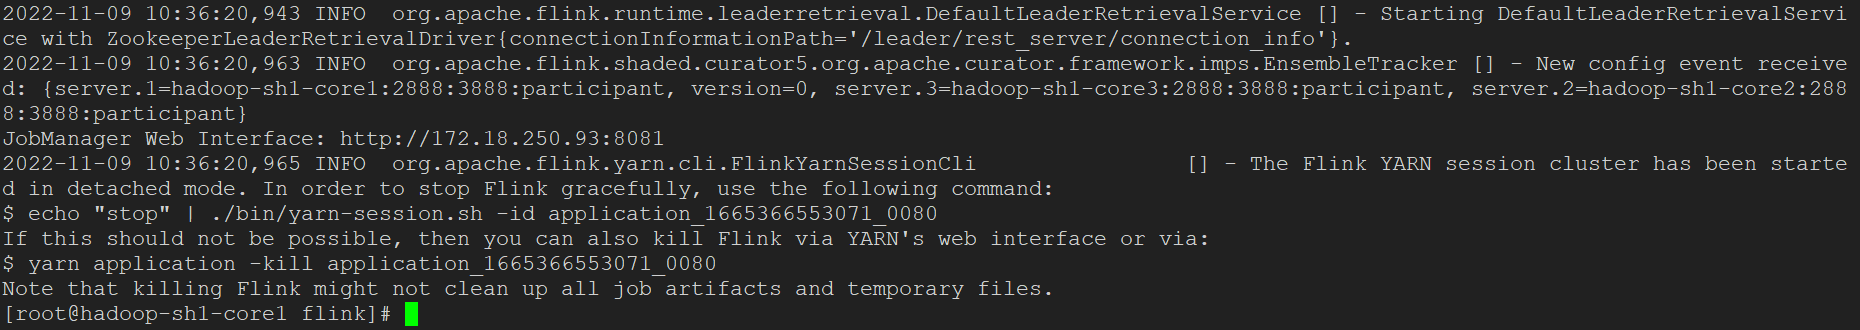 2022-11-09 10:36:20,943 INFO  org.apache.flink.runtime.leaderretrieval.DefaultLeaderRetrievalService [] - Starting DefaultLeaderRetrievalServi
ce with ZookeeperLeaderRetrievalDriver{connectionInformationPath='/leader/rest_server/connection_info'}.
2022-11-09 10:36:20,963 INFO  org.apache.flink.shaded.curator5.org.apache.curator.framework.imps.EnsembleTracker [] - New config event receive
d: {server.1=hadoop-sh1-core1:2888:3888:participant, version=0, server.3=hadoop-sh1-core3:2888:3888:participant, server.2=hadoop-sh1-core2:288
8:3888:participant}
JobManager Web Interface: http://172.18.250.93:8081
2022-11-09 10:36:20,965 INFO  org.apache.flink.yarn.cli.FlinkYarnSessionCli                [] - The Flink YARN session cluster has been starte
d in detached mode. In order to stop Flink gracefully, use the following command:
$ echo "stop" | ./bin/yarn-session.sh -id application_1665366553071_0080
If this should not be possible, then you can also kill Flink via YARN's web interface or via:
$ yarn application -kill application_1665366553071_0080
Note that killing Flink might not clean up all job artifacts and temporary files.
[root@hadoop-sh1-core1 flink]#